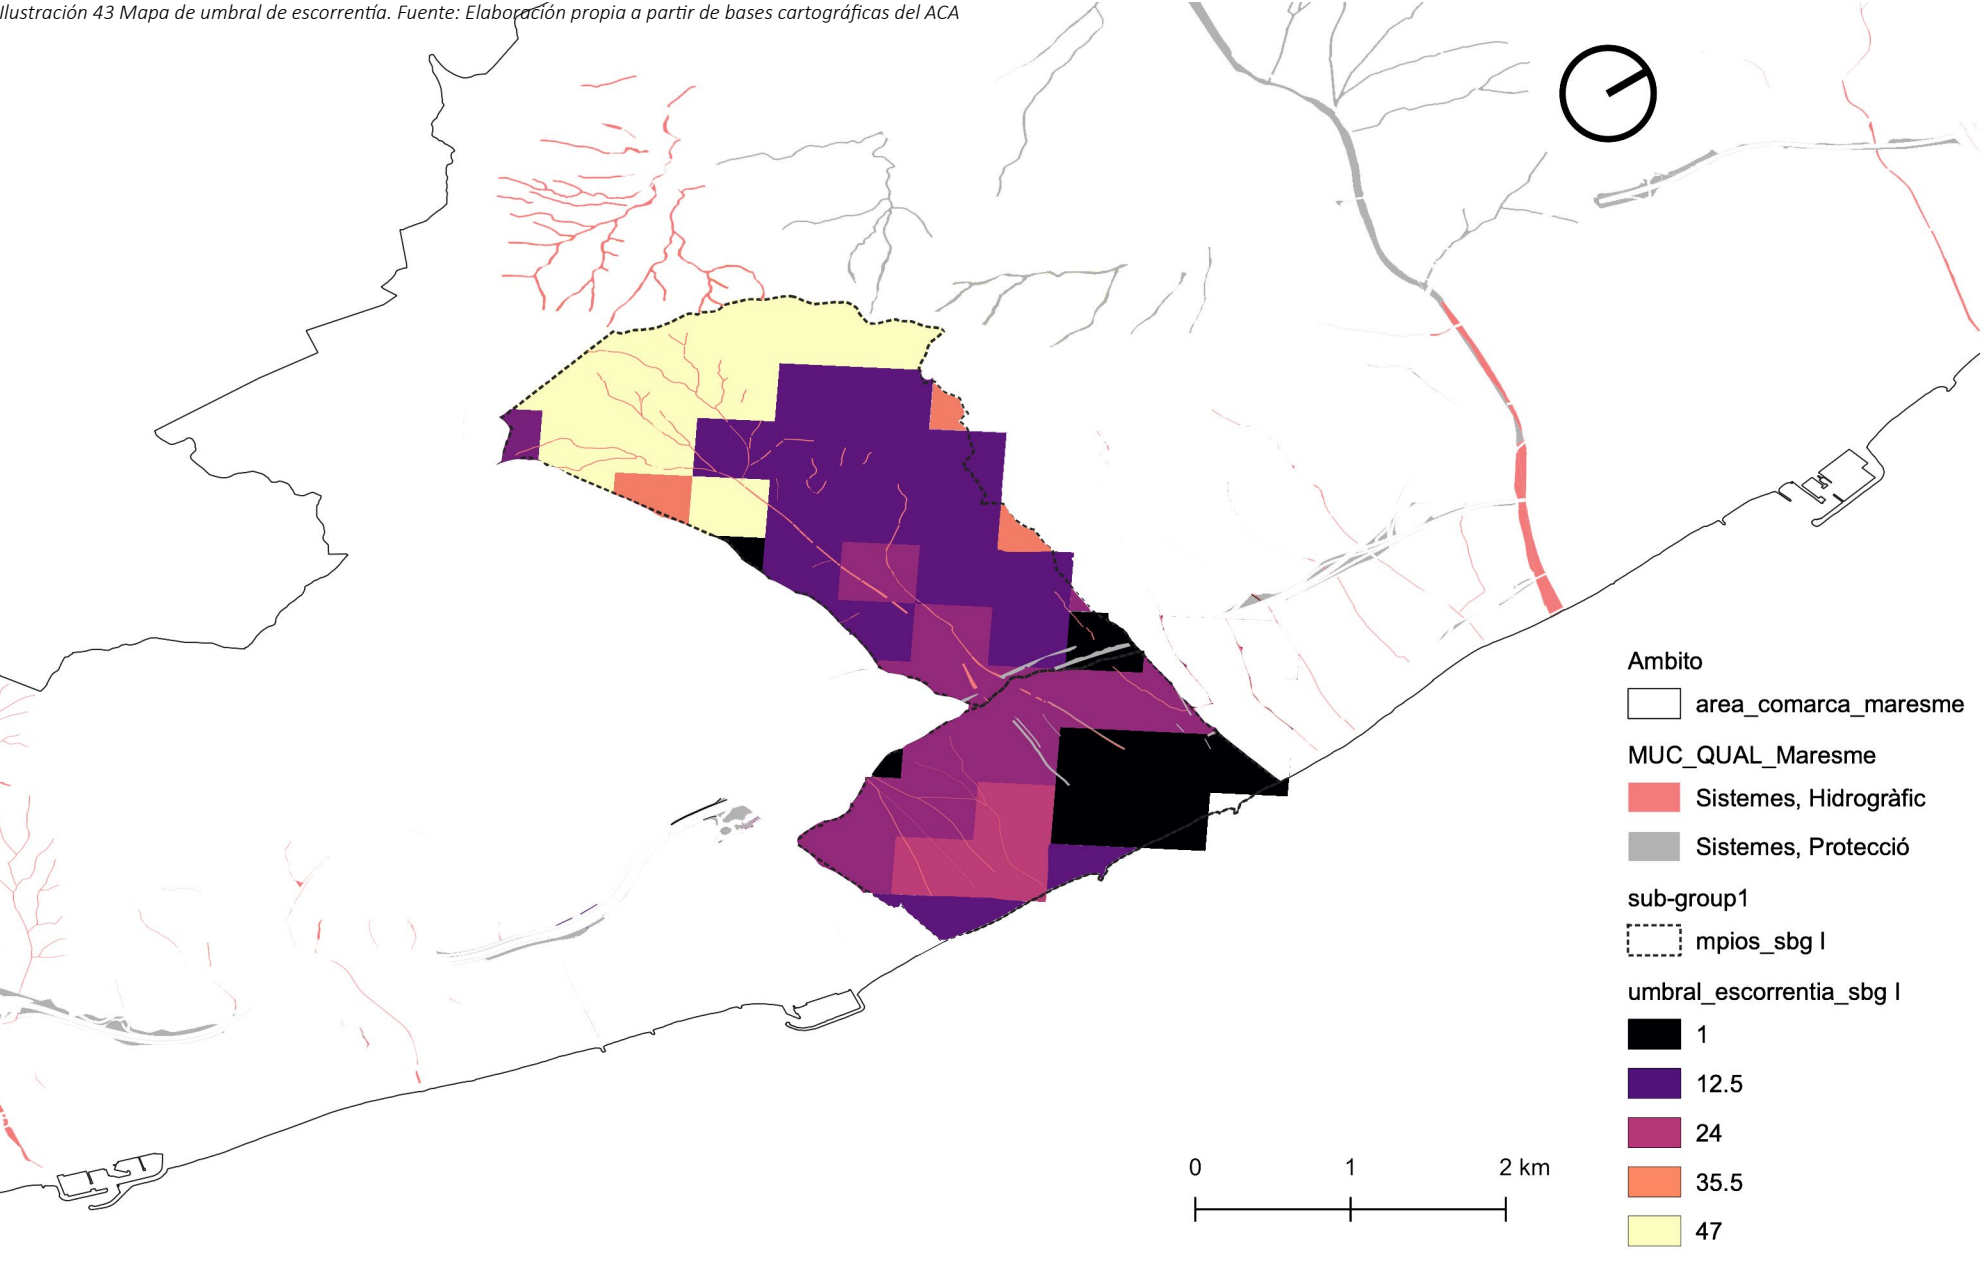 Ilustración 43 Mapa de umbral de escorrentía. Fuente: Elaboración propia a partir de bases cartográficas del ACA
Ambito
area_comarca_maresme
MUC_QUAL_Maresme
Sistemes, Hidrogràfic
Sistemes, Protecció
sub-group1
mpios_sbg I
umbral_escorrentia_sbg I
1
12.5
24
35.5
47
0 1 2 km